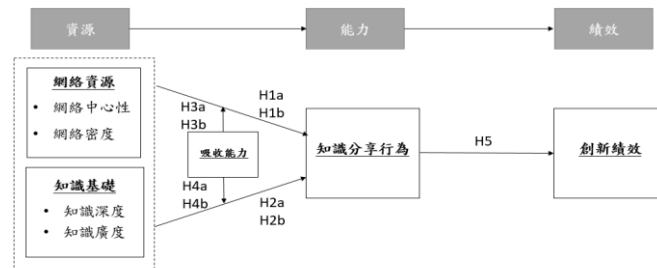 資源
能力
績效
網絡資源
• 網絡中心性
• 網絡密度
H3a
H3b
H1a
H1b
吸收能力
知識分享行為
H5
創新績效
知識基礎
• 知識深度
• 知識廣度
H4a
H4b
H2a
H2b